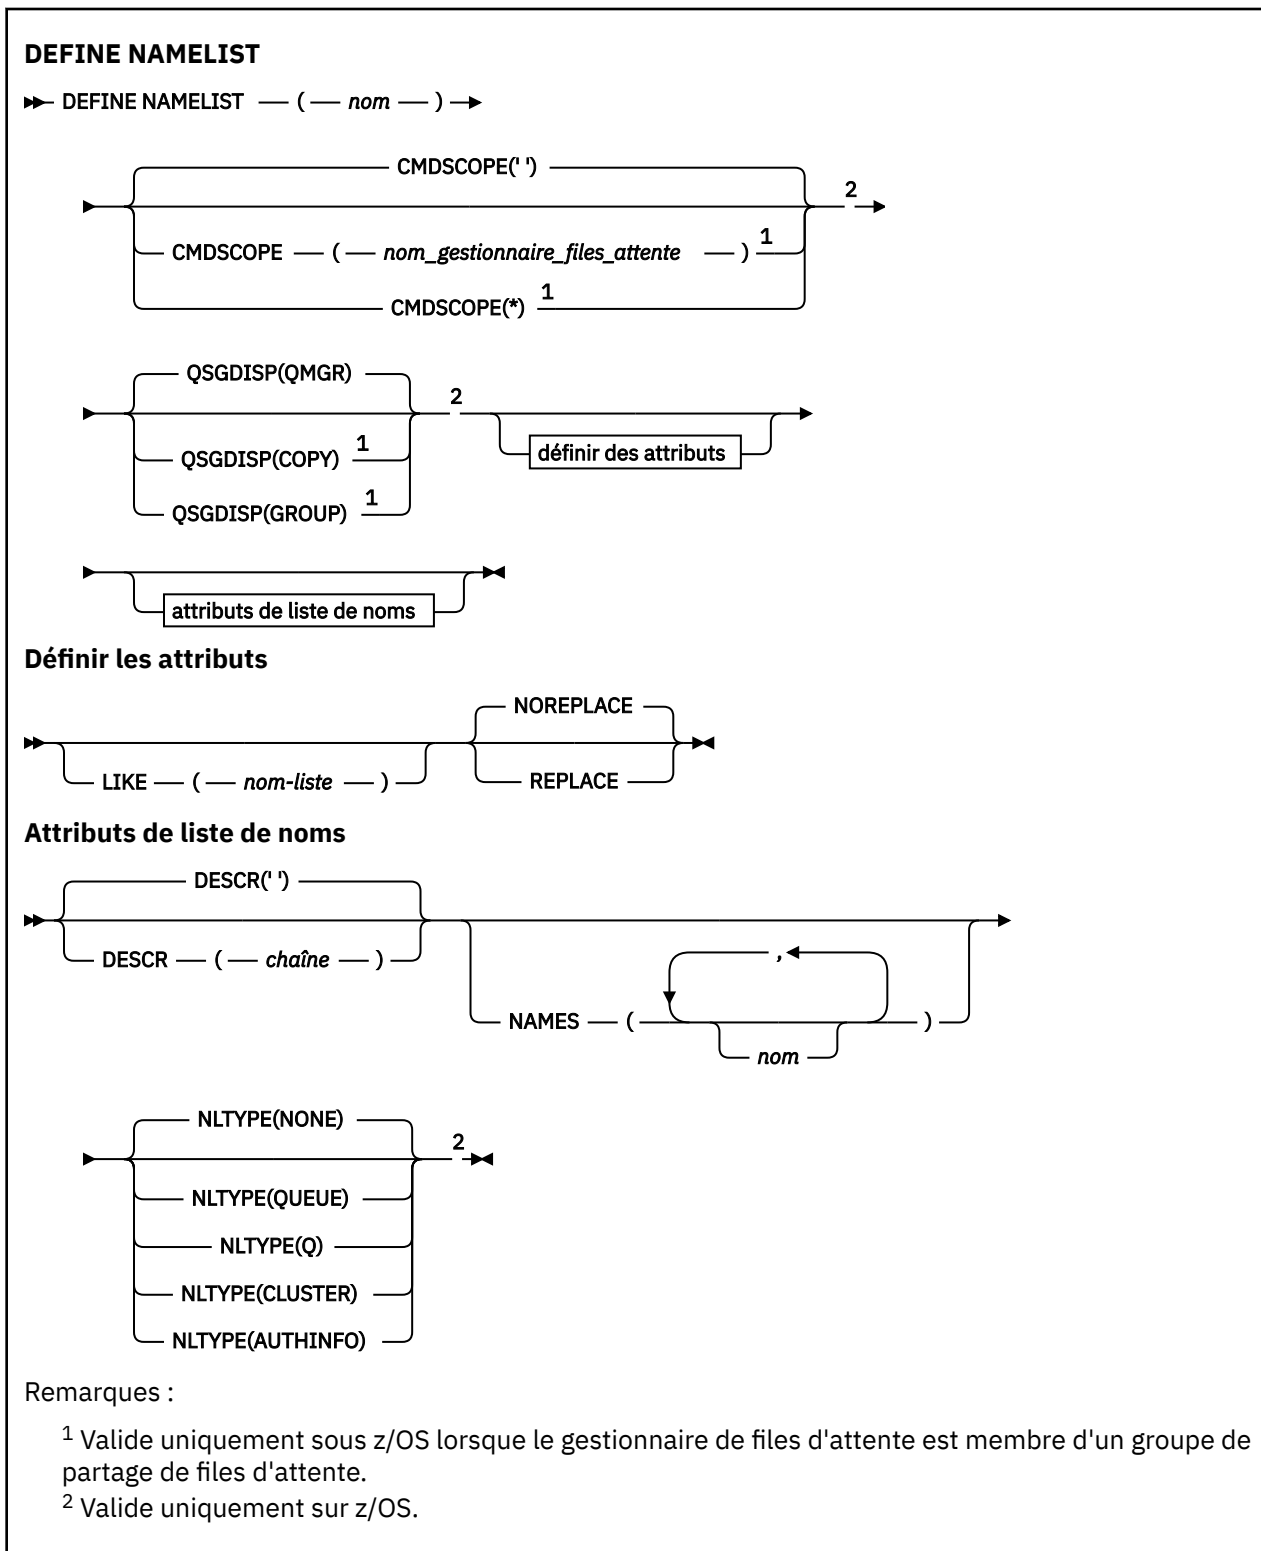 DEFINE NAMELIST
DEFINE NAMELIST ( nom )
CMDSCOPE(' ')
2
CMDSCOPE ( nom_gestionnaire_files_attente ) 1
CMDSCOPE(*) 1
QSGDISP(QMGR)
2
QSGDISP(COPY) 1
définir des attributs
QSGDISP(GROUP) 1
attributs de liste de noms
Définir les attributs
NOREPLACE
LIKE ( nom-liste )
REPLACE
Attributs de liste de noms
DESCR(' ')
DESCR ( chaîne )
,
NAMES ( )
nom
NLTYPE(NONE)
2
NLTYPE(QUEUE)
NLTYPE(Q)
NLTYPE(CLUSTER)
NLTYPE(AUTHINFO)
Remarques :
1 Valide uniquement sous z/OS lorsque le gestionnaire de files d'attente est membre d'un groupe de
partage de files d'attente.
2 Valide uniquement sur z/OS.